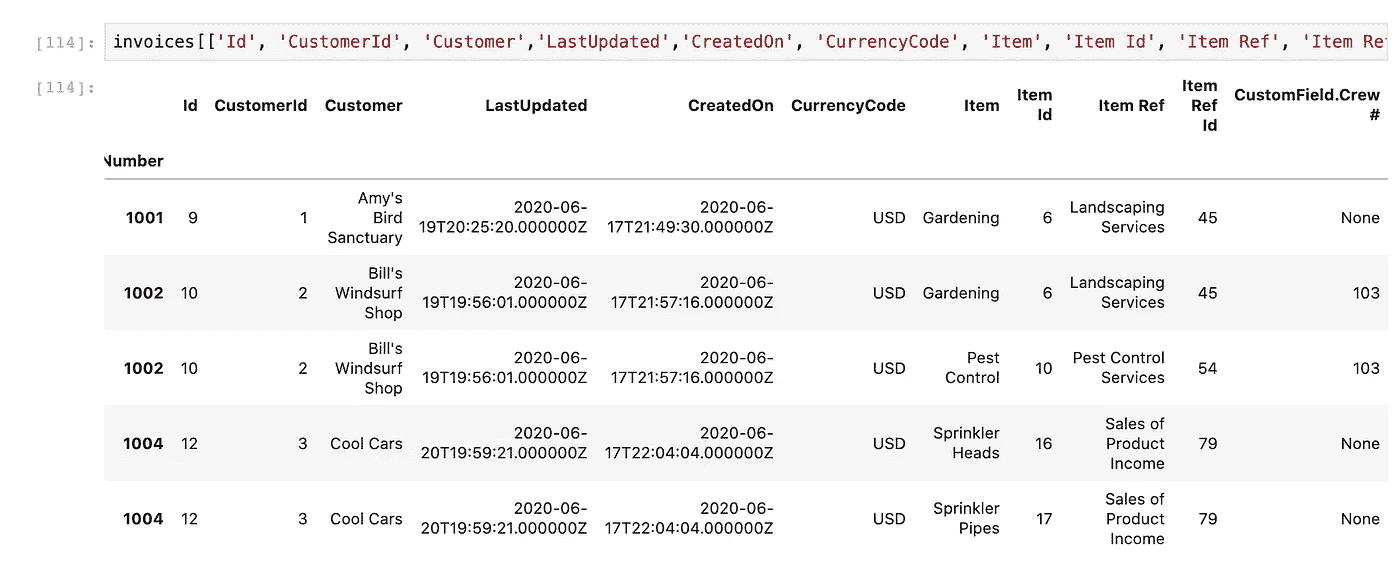 [114]: invoices[['Id', 'CustomerId', 'Customer','LastUpdated','CreatedOn', 'CurrencyCode', 'Item', 'Item Id', 'Item Ref', 'Item Re
[114]:
Id CustomerId Customer LastUpdated CreatedOn CurrencyCode Item Item Id Item Ref Item Ref Id CustomField.Crew #
Number
1001 9 1 Amy's Bird Sanctuary 2020-06-19T20:25:20.000000Z 2020-06-17T21:49:30.000000Z USD Gardening 6 Landscaping Services 45 None
1002 10 2 Bill's Windsurf Shop 2020-06-19T19:56:01.000000Z 2020-06-17T21:57:16.000000Z USD Gardening 6 Landscaping Services 45 103
1002 10 2 Bill's Windsurf Shop 2020-06-19T19:56:01.000000Z 2020-06-17T21:57:16.000000Z USD Pest Control 10 Pest Control Services 54 103
1004 12 3 Cool Cars 2020-06-20T19:59:21.000000Z 2020-06-17T22:04:04.000000Z USD Sprinkler Heads 16 Sales of Product Income 79 None
1004 12 3 Cool Cars 2020-06-20T19:59:21.000000Z 2020-06-17T22:04:04.000000Z USD Sprinkler Pipes 17 Sales of Product Income 79 None